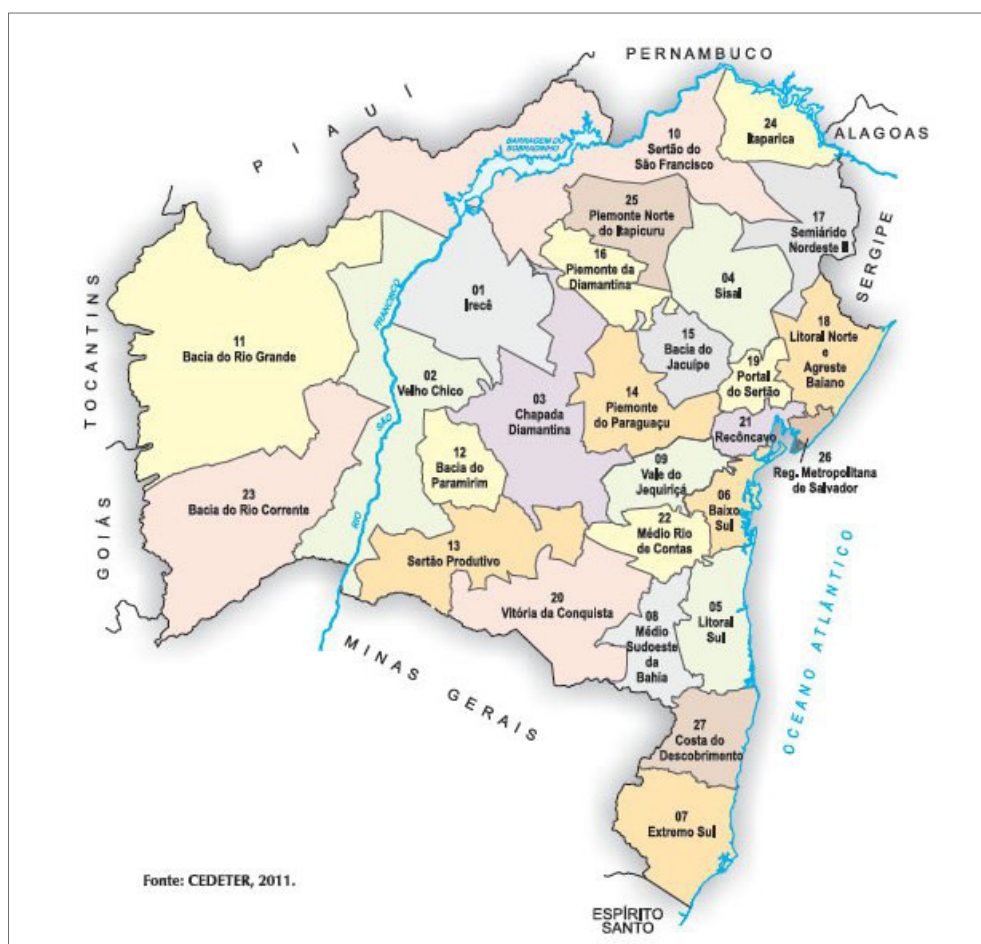 PERNAMBUCO
PIAUÍ
ALAGOAS
SERGIPE
TOCANTINS
GOIÁS
MINAS GERAIS
ESPÍRITO
SANTO
OCEANO ATLÂNTICO
BARRAGEM DO
SOBRADINHO
RIO SÃO FRANCISCO
10
Sertão do
São Francisco
24
Itaparica
25
Piemonte Norte
do Itapicuru
17
Semiárido
Nordeste II
16
Piemonte da
Diamantina
04
Sisal
01
Irecê
11
Bacia do Rio Grande
15
Bacia do
Jacuípe
18
Litoral Norte
e
Agreste
Baiano
19
Portal
do Sertão
02
Velho Chico
03
Chapada
Diamantina
14
Piemonte
do Paraguaçu
21
Recôncavo
26
Reg. Metropolitana
de Salvador
12
Bacia do
Paramirim
09
Vale do
Jequiriçá
06
Baixo
Sul
23
Bacia do Rio Corrente
22
Médio Rio
de Contas
13
Sertão Produtivo
20
Vitória da Conquista
08
Médio
Sudoeste
da
Bahia
05
Litoral
Sul
27
Costa do
Descobrimento
07
Extremo Sul
Fonte: CEDETER, 2011.